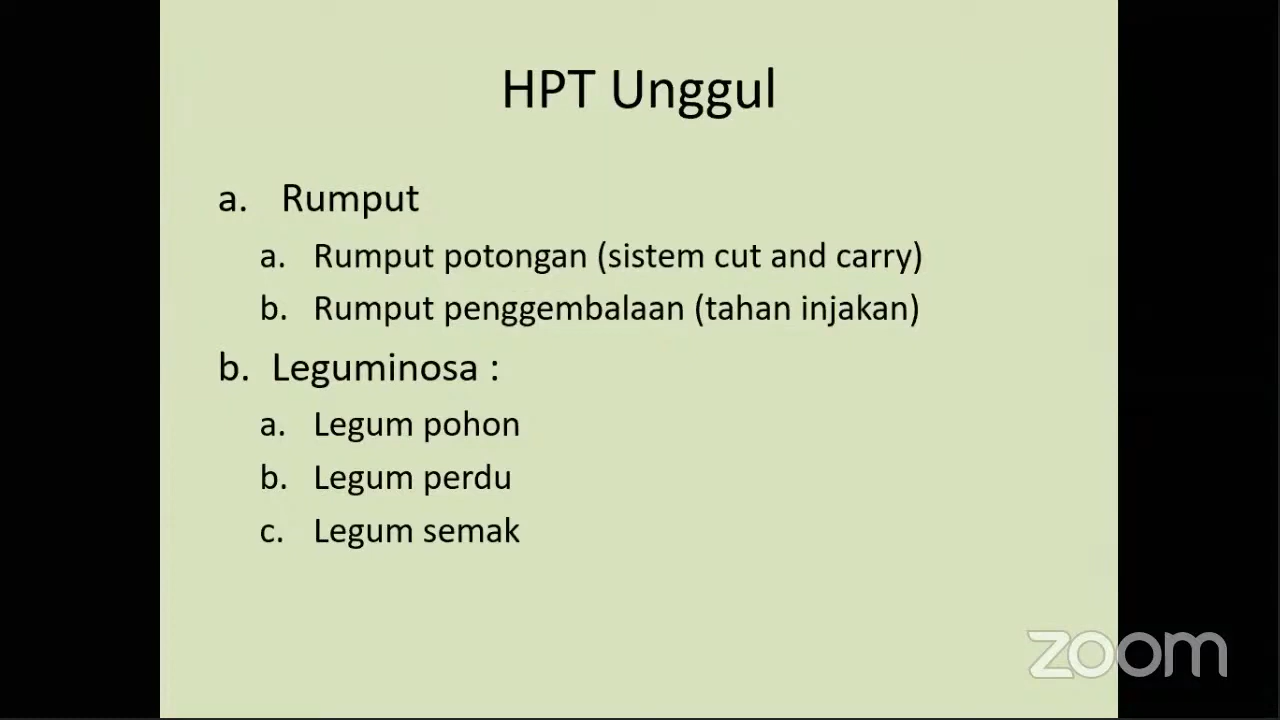 HPT Unggul
a. Rumput
a. Rumput potongan (sistem cut and carry)
b. Rumput penggembalaan (tahan injakan)
b. Leguminosa :
a. Legum pohon
b. Legum perdu
c. Legum semak
zoom